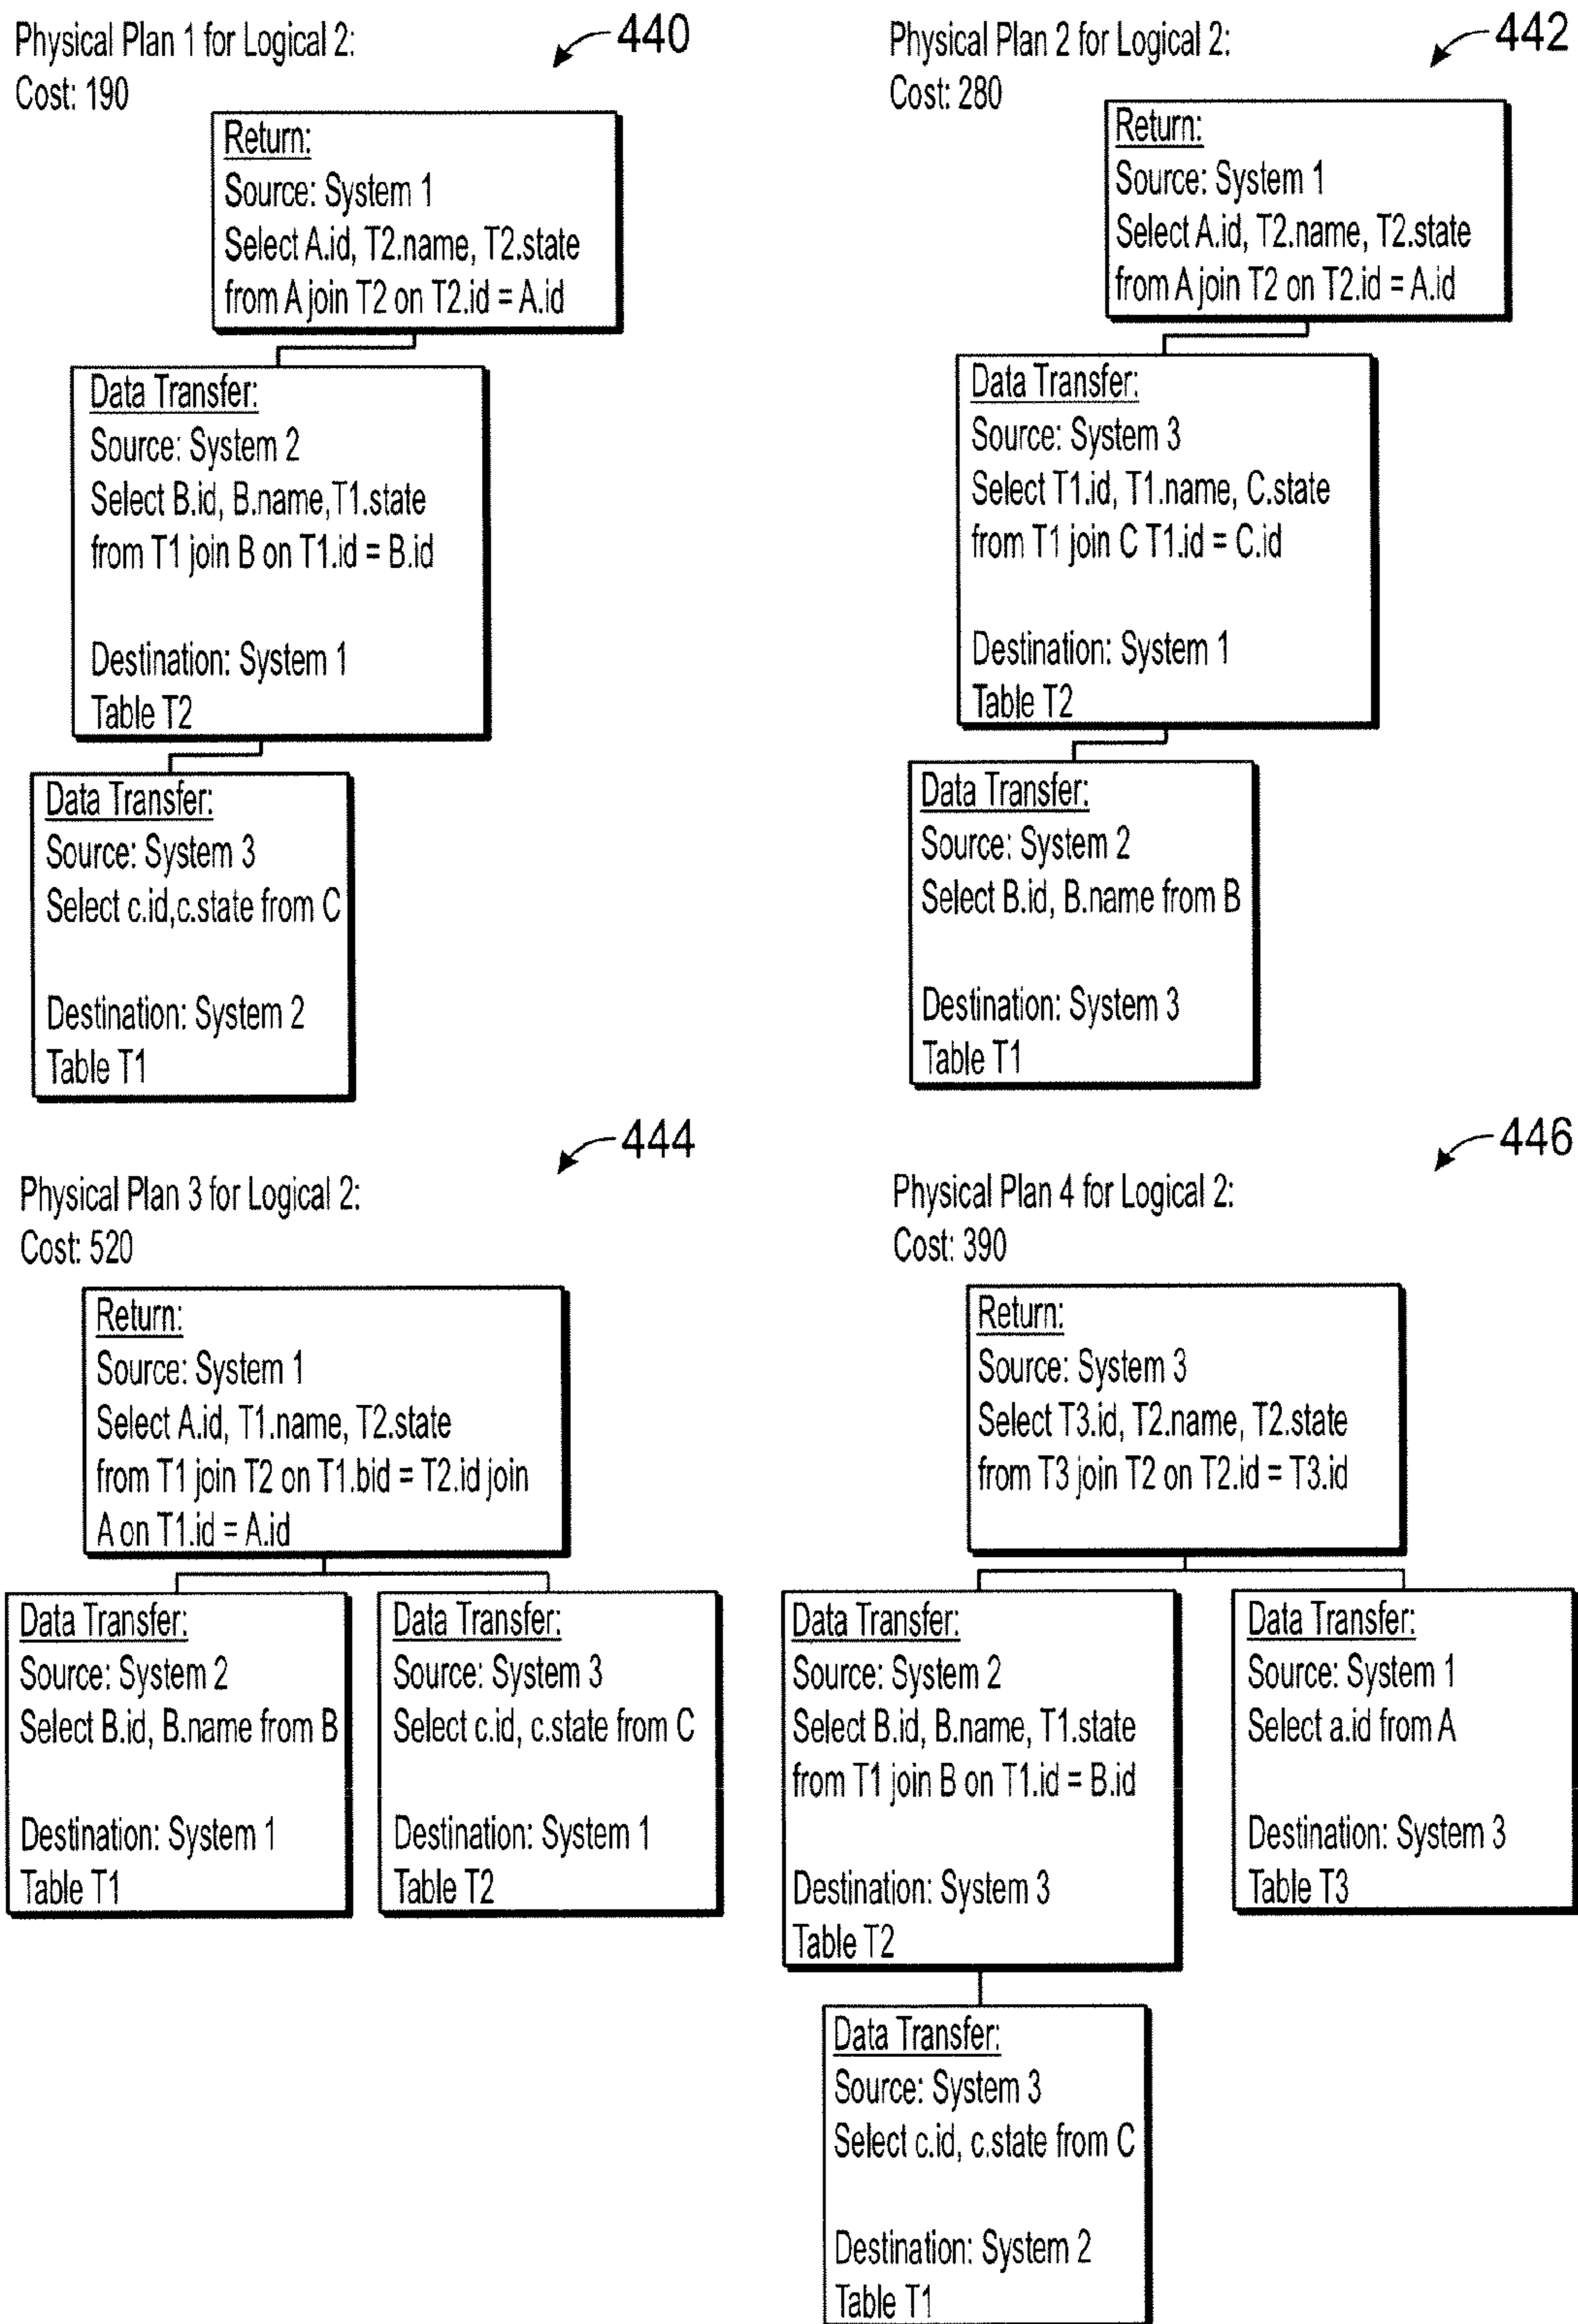 Physical Plan 1 for Logical 2:
Cost: 190
440
Return:
Source: System 1
Select A.id, T2.name, T2.state
from A join T2 on T2.id = A.id
Data Transfer:
Source: System 2
Select B.id, B.name,T1.state
from T1 join B on T1.id = B.id
Destination: System 1
Table T2
Data Transfer:
Source: System 3
Select c.id,c.state from C
Destination: System 2
Table T1
Physical Plan 2 for Logical 2:
Cost: 280
442
Return:
Source: System 1
Select A.id, T2.name, T2.state
from A join T2 on T2.id = A.id
Data Transfer:
Source: System 3
Select T1.id, T1.name, C.state
from T1 join C T1.id = C.id
Destination: System 1
Table T2
Data Transfer:
Source: System 2
Select B.id, B.name from B
Destination: System 3
Table T1
444
Physical Plan 3 for Logical 2:
Cost: 520
Return:
Source: System 1
Select A.id, T1.name, T2.state
from T1 join T2 on T1.bid = T2.id join
A on T1.id = A.id
Data Transfer:
Source: System 2
Select B.id, B.name from B
Destination: System 1
Table T1
Data Transfer:
Source: System 3
Select c.id, c.state from C
Destination: System 1
Table T2
446
Physical Plan 4 for Logical 2:
Cost: 390
Return:
Source: System 3
Select T3.id, T2.name, T2.state
from T3 join T2 on T2.id = T3.id
Data Transfer:
Source: System 2
Select B.id, B.name, T1.state
from T1 join B on T1.id = B.id
Destination: System 3
Table T2
Data Transfer:
Source: System 1
Select a.id from A
Destination: System 3
Table T3
Data Transfer:
Source: System 3
Select c.id, c.state from C
Destination: System 2
Table T1